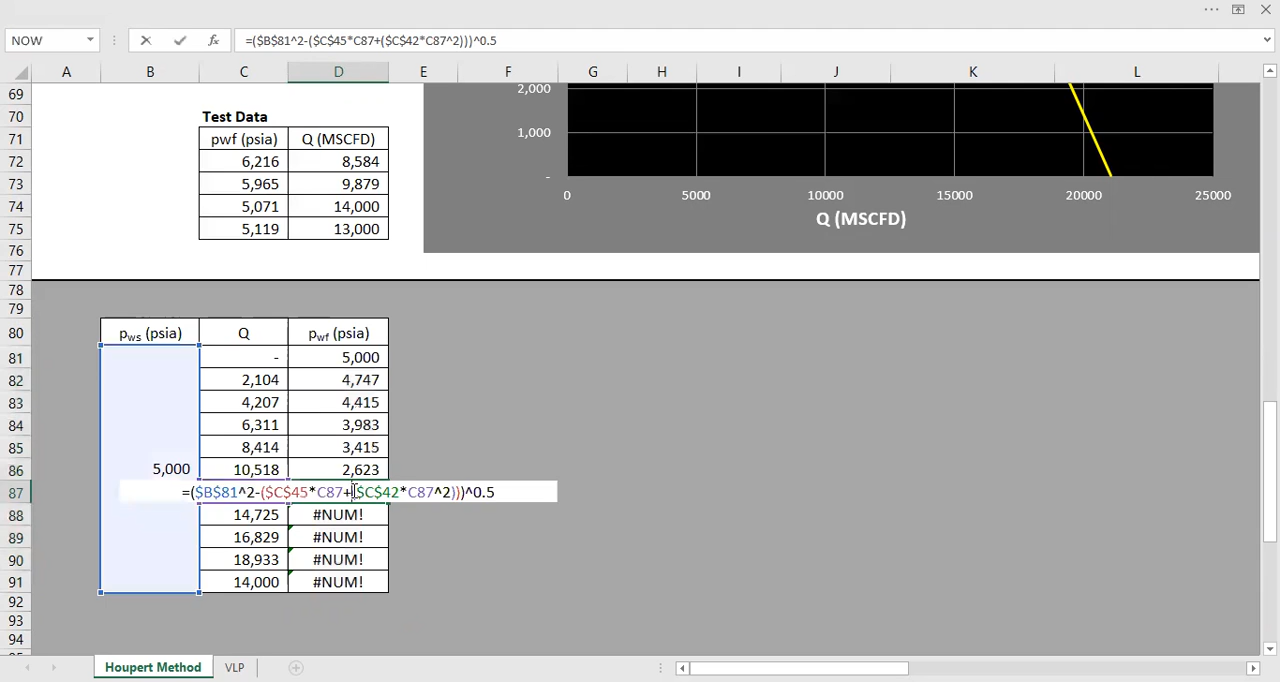 NOW =($B$81^2-($C$45*C87+($C$42*C87^2)))^0.5
A B C D E F G H I J K L
69 2,000
70 Test Data
71 pwf (psia) Q (MSCFD) 1,000
72 6,216 8,584
73 5,965 9,879 -
74 5,071 14,000 0 5000 10000 15000 20000 25000
75 5,119 13,000 Q (MSCFD)
76
77
78
79
80 pws (psia) Q pwf (psia)
81 - 5,000
82 2,104 4,747
83 4,207 4,415
84 6,311 3,983
85 8,414 3,415
86 5,000 10,518 2,623
87 =($B$81^2-($C$45*C87+($C$42*C87^2)))^0.5
88 14,725 #NUM!
89 16,829 #NUM!
90 18,933 #NUM!
91 14,000 #NUM!
92
93
94
Houpert Method VLP